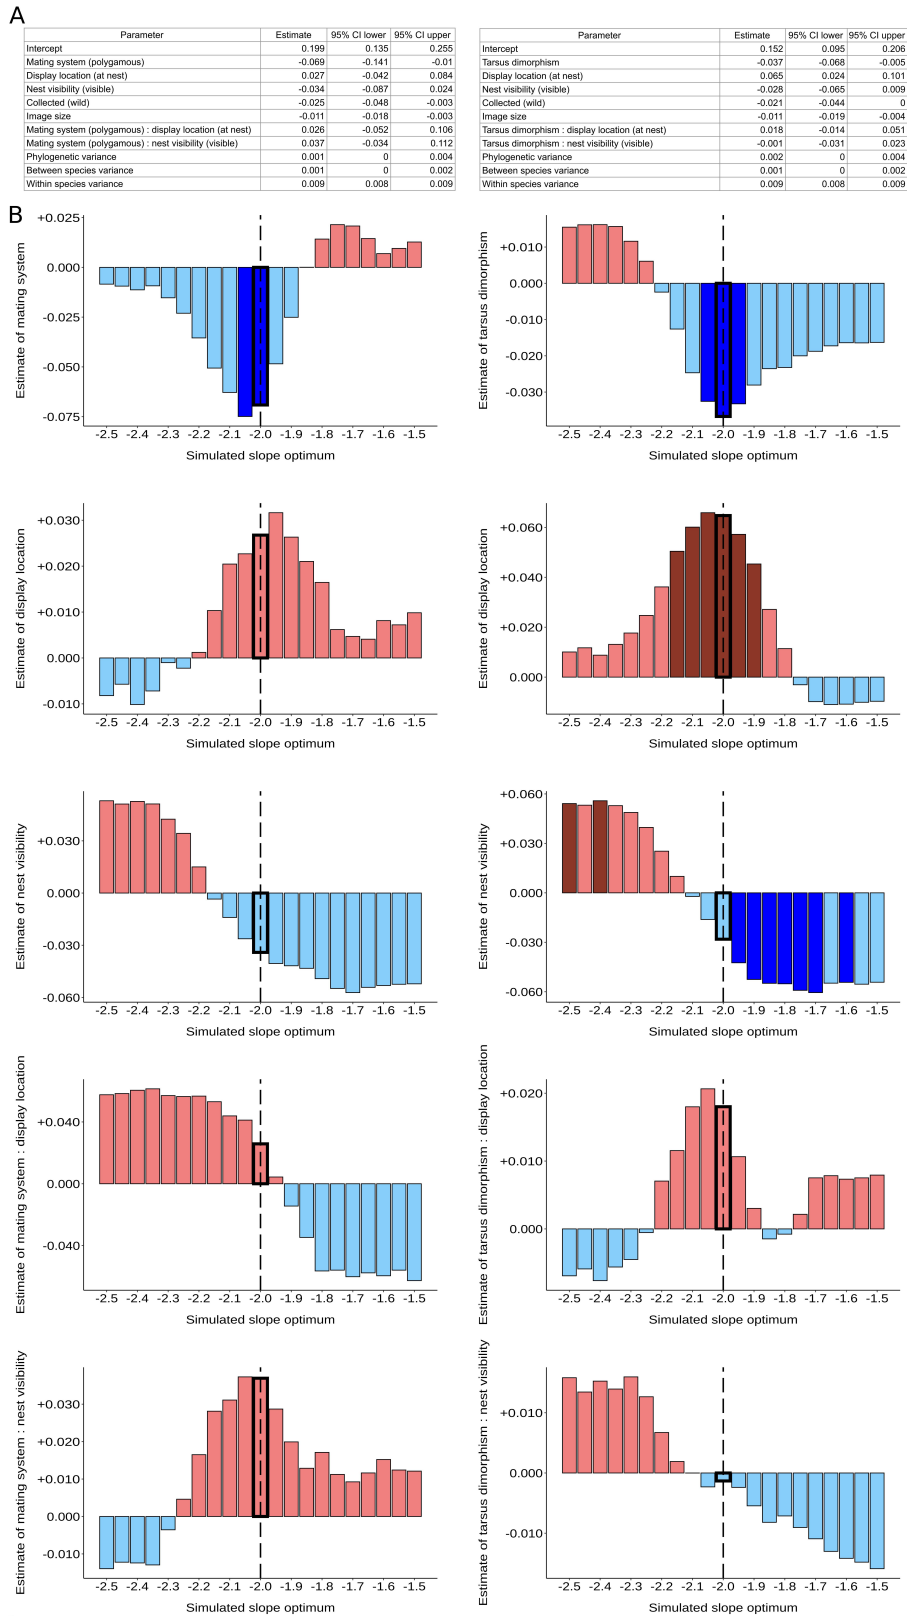 A
Parameter Estimate 95% CI lower 95% CI upper
Intercept 0.199 0.135 0.255
Mating system (polygamous) -0.069 -0.141 -0.01
Display location (at nest) 0.027 -0.042 0.084
Nest visibility (visible) -0.034 -0.087 0.024
Collected (wild) -0.025 -0.048 -0.003
Image size -0.011 -0.018 -0.003
Mating system (polygamous) : display location (at nest) 0.026 -0.052 0.106
Mating system (polygamous) : nest visibility (visible) 0.037 -0.034 0.112
Phylogenetic variance 0.001 0 0.004
Between species variance 0.001 0 0.002
Within species variance 0.009 0.008 0.009
Parameter Estimate 95% CI lower 95% CI upper
Intercept 0.152 0.095 0.206
Tarsus dimorphism -0.037 -0.068 -0.005
Display location (at nest) 0.065 0.024 0.101
Nest visibility (visible) -0.028 -0.065 0.009
Collected (wild) -0.021 -0.044 0
Image size -0.011 -0.019 -0.004
Tarsus dimorphism : display location (at nest) 0.018 -0.014 0.051
Tarsus dimorphism : nest visibility (visible) -0.001 -0.031 0.023
Phylogenetic variance 0.002 0 0.004
Between species variance 0.001 0 0.002
Within species variance 0.009 0.008 0.009
B
Estimate of mating system
+0.025
0.000
-0.025
-0.050
-0.075
-2.5 -2.4 -2.3 -2.2 -2.1 -2.0 -1.9 -1.8 -1.7 -1.6 -1.5
Simulated slope optimum
Estimate of tarsus dimorphism
+0.010
0.000
-0.010
-0.020
-0.030
-2.5 -2.4 -2.3 -2.2 -2.1 -2.0 -1.9 -1.8 -1.7 -1.6 -1.5
Simulated slope optimum
Estimate of display location
+0.030
+0.020
+0.010
0.000
-0.010
-2.5 -2.4 -2.3 -2.2 -2.1 -2.0 -1.9 -1.8 -1.7 -1.6 -1.5
Simulated slope optimum
Estimate of display location
+0.060
+0.040
+0.020
0.000
-2.5 -2.4 -2.3 -2.2 -2.1 -2.0 -1.9 -1.8 -1.7 -1.6 -1.5
Simulated slope optimum
Estimate of nest visibility
+0.030
0.000
-0.030
-0.060
-2.5 -2.4 -2.3 -2.2 -2.1 -2.0 -1.9 -1.8 -1.7 -1.6 -1.5
Simulated slope optimum
Estimate of nest visibility
+0.060
+0.030
0.000
-0.030
-0.060
-2.5 -2.4 -2.3 -2.2 -2.1 -2.0 -1.9 -1.8 -1.7 -1.6 -1.5
Simulated slope optimum
Estimate of mating system : display location
+0.040
0.000
-0.040
-2.5 -2.4 -2.3 -2.2 -2.1 -2.0 -1.9 -1.8 -1.7 -1.6 -1.5
Simulated slope optimum
Estimate of tarsus dimorphism : display location
+0.020
+0.010
0.000
-2.5 -2.4 -2.3 -2.2 -2.1 -2.0 -1.9 -1.8 -1.7 -1.6 -1.5
Simulated slope optimum
Estimate of mating system : nest visibility
+0.030
+0.020
+0.010
0.000
-0.010
-2.5 -2.4 -2.3 -2.2 -2.1 -2.0 -1.9 -1.8 -1.7 -1.6 -1.5
Simulated slope optimum
Estimate of tarsus dimorphism : nest visibility
+0.010
0.000
-0.010
-2.5 -2.4 -2.3 -2.2 -2.1 -2.0 -1.9 -1.8 -1.7 -1.6 -1.5
Simulated slope optimum